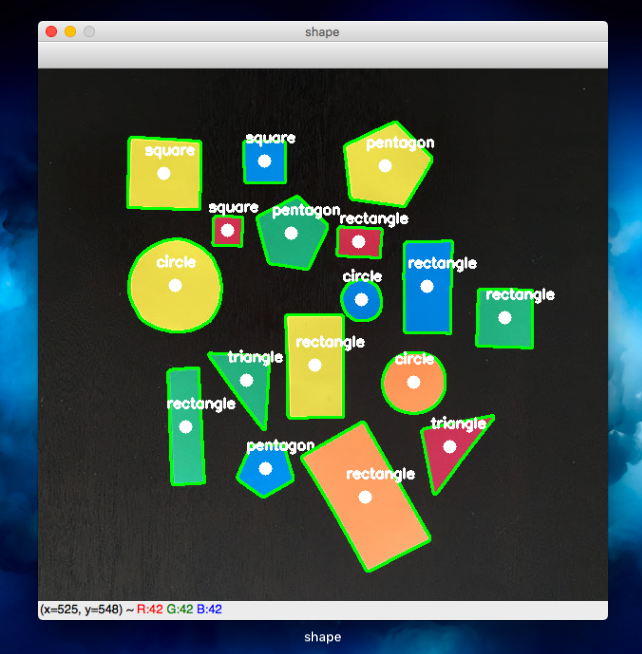 shape
square
square
pentagon
square
pentagon
rectangle
circle
rectangle
circle
rectangle
rectangle
triangle
circle
rectangle
triangle
pentagon
rectangle
(x=525, y=548) ~ R:42 G:42 B:42
shape